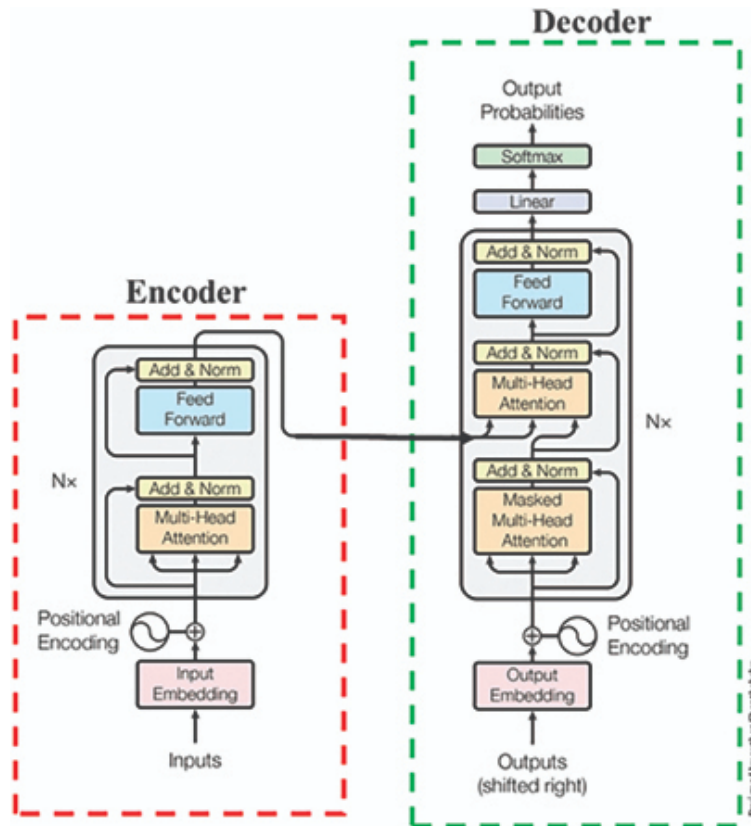 Decoder
Output
Probabilities
Softmax
Linear
Add & Norm
Feed
Forward
Add & Norm
Multi-Head
Attention
Nx
Add & Norm
Masked
Multi-Head
Attention
Positional
Encoding
Output
Embedding
Outputs
(shifted right)
Encoder
Add & Norm
Feed
Forward
Nx
Add & Norm
Multi-Head
Attention
Positional
Encoding
Input
Embedding
Inputs